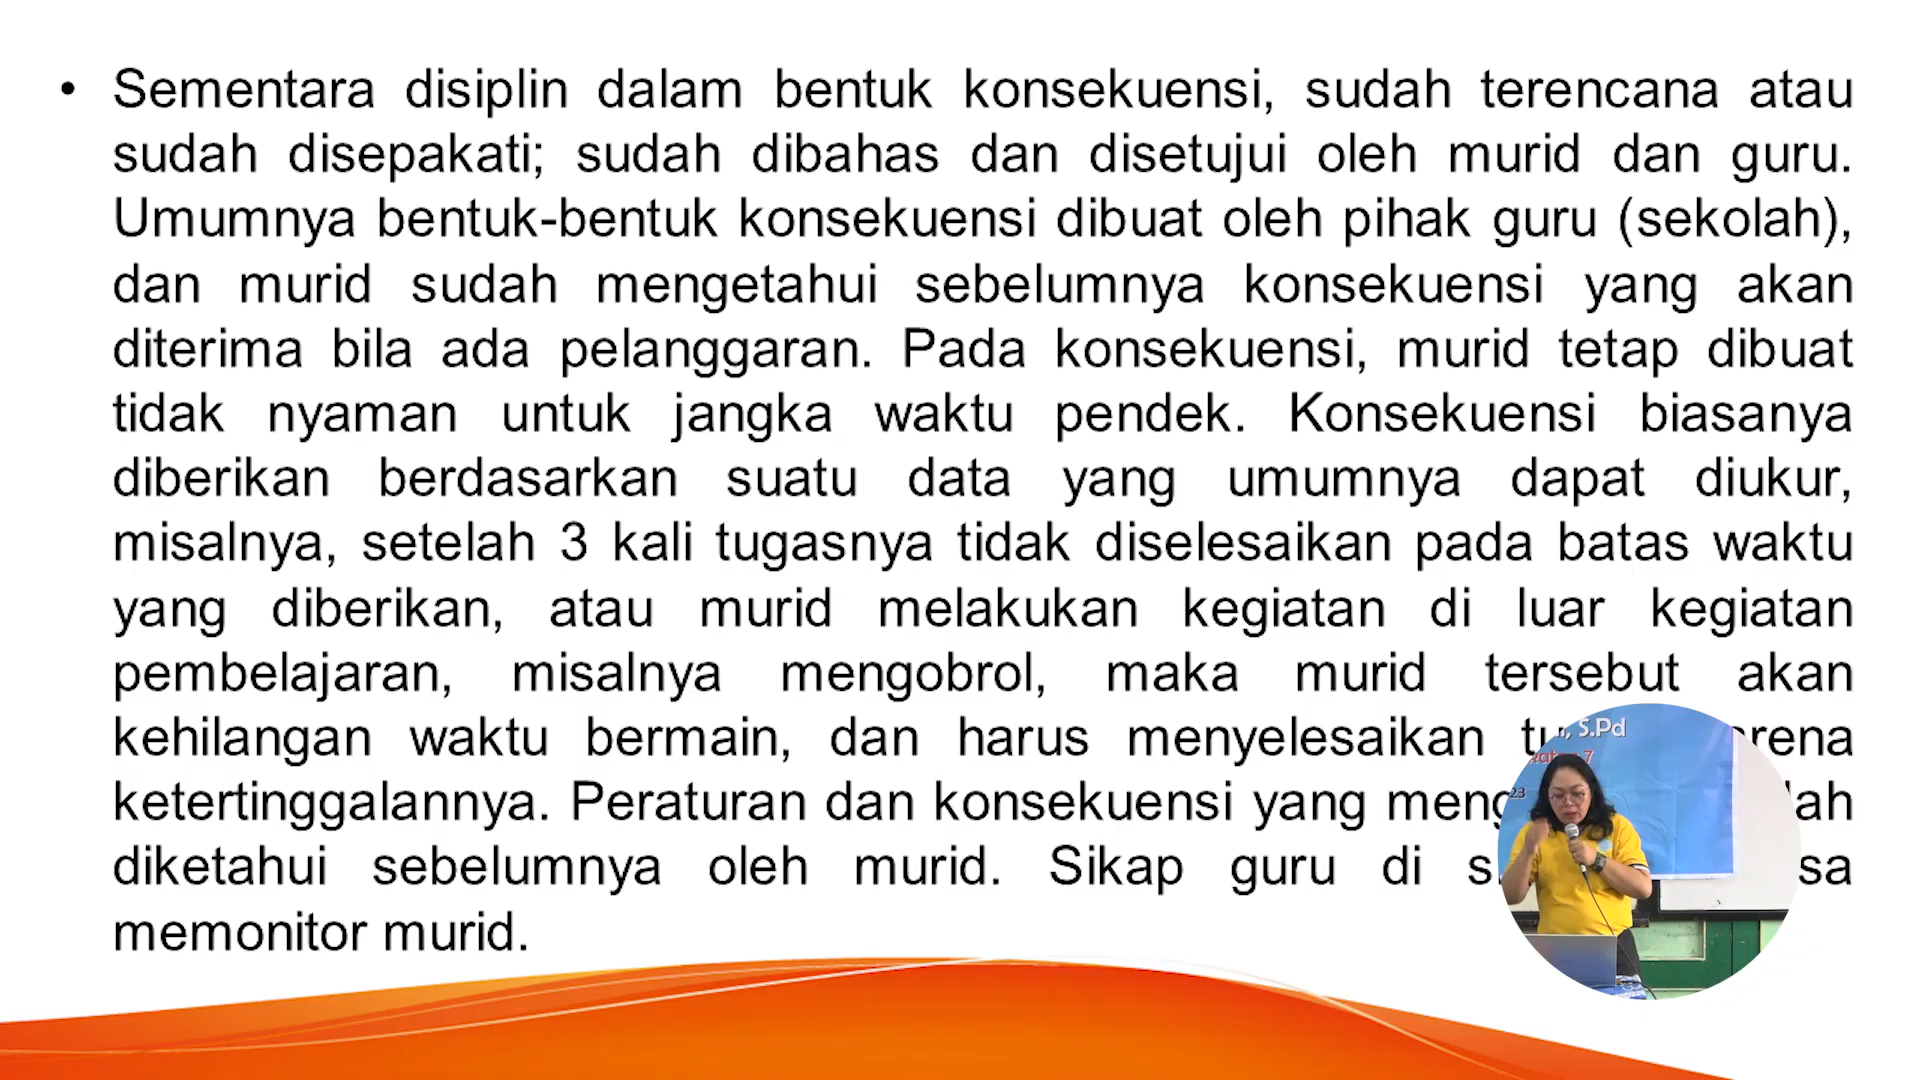 • Sementara disiplin dalam bentuk konsekuensi, sudah terencana atau
sudah disepakati; sudah dibahas dan disetujui oleh murid dan guru.
Umumnya bentuk-bentuk konsekuensi dibuat oleh pihak guru (sekolah),
dan murid sudah mengetahui sebelumnya konsekuensi yang akan
diterima bila ada pelanggaran. Pada konsekuensi, murid tetap dibuat
tidak nyaman untuk jangka waktu pendek. Konsekuensi biasanya
diberikan berdasarkan suatu data yang umumnya dapat diukur,
misalnya, setelah 3 kali tugasnya tidak diselesaikan pada batas waktu
yang diberikan, atau murid melakukan kegiatan di luar kegiatan
pembelajaran, misalnya mengobrol, maka murid tersebut akan
kehilangan waktu bermain, dan harus menyelesaikan
ketertinggalannya. Peraturan dan konsekuensi yang
diketahui sebelumnya oleh murid. Sikap guru di
memonitor murid.
S.Pd
7
23